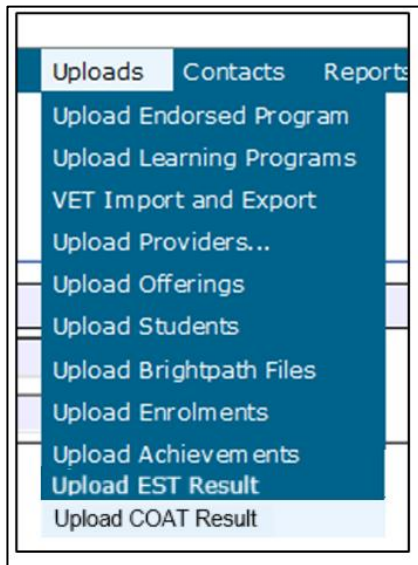 Uploads Contacts Reports
Upload Endorsed Program
Upload Learning Programs
VET Import and Export
Upload Providers...
Upload Offerings
Upload Students
Upload Brightpath Files
Upload Enrolments
Upload Achievements
Upload EST Result
Upload COAT Result